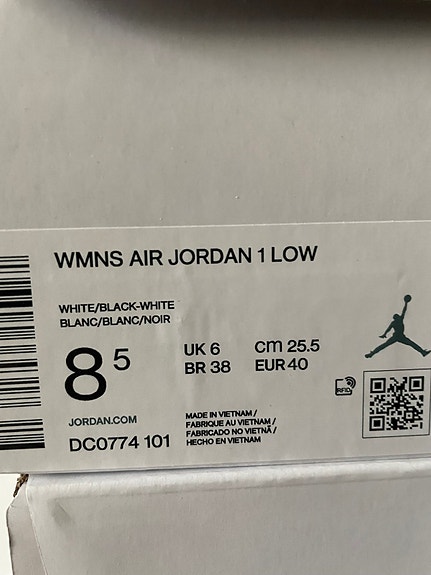 WMNS AIR JORDAN 1 LOW
WHITE/BLACK-WHITE
BLANC/BLANC/NOIR
8 5
UK 6
BR 38
cm 25.5
EUR 40
RFID
JORDAN.COM
DC0774 101
MADE IN VIETNAM /
FABRIQUE AU VIETNAM /
FABRICADO NO VIETNÃ /
HECHO EN VIETNAM